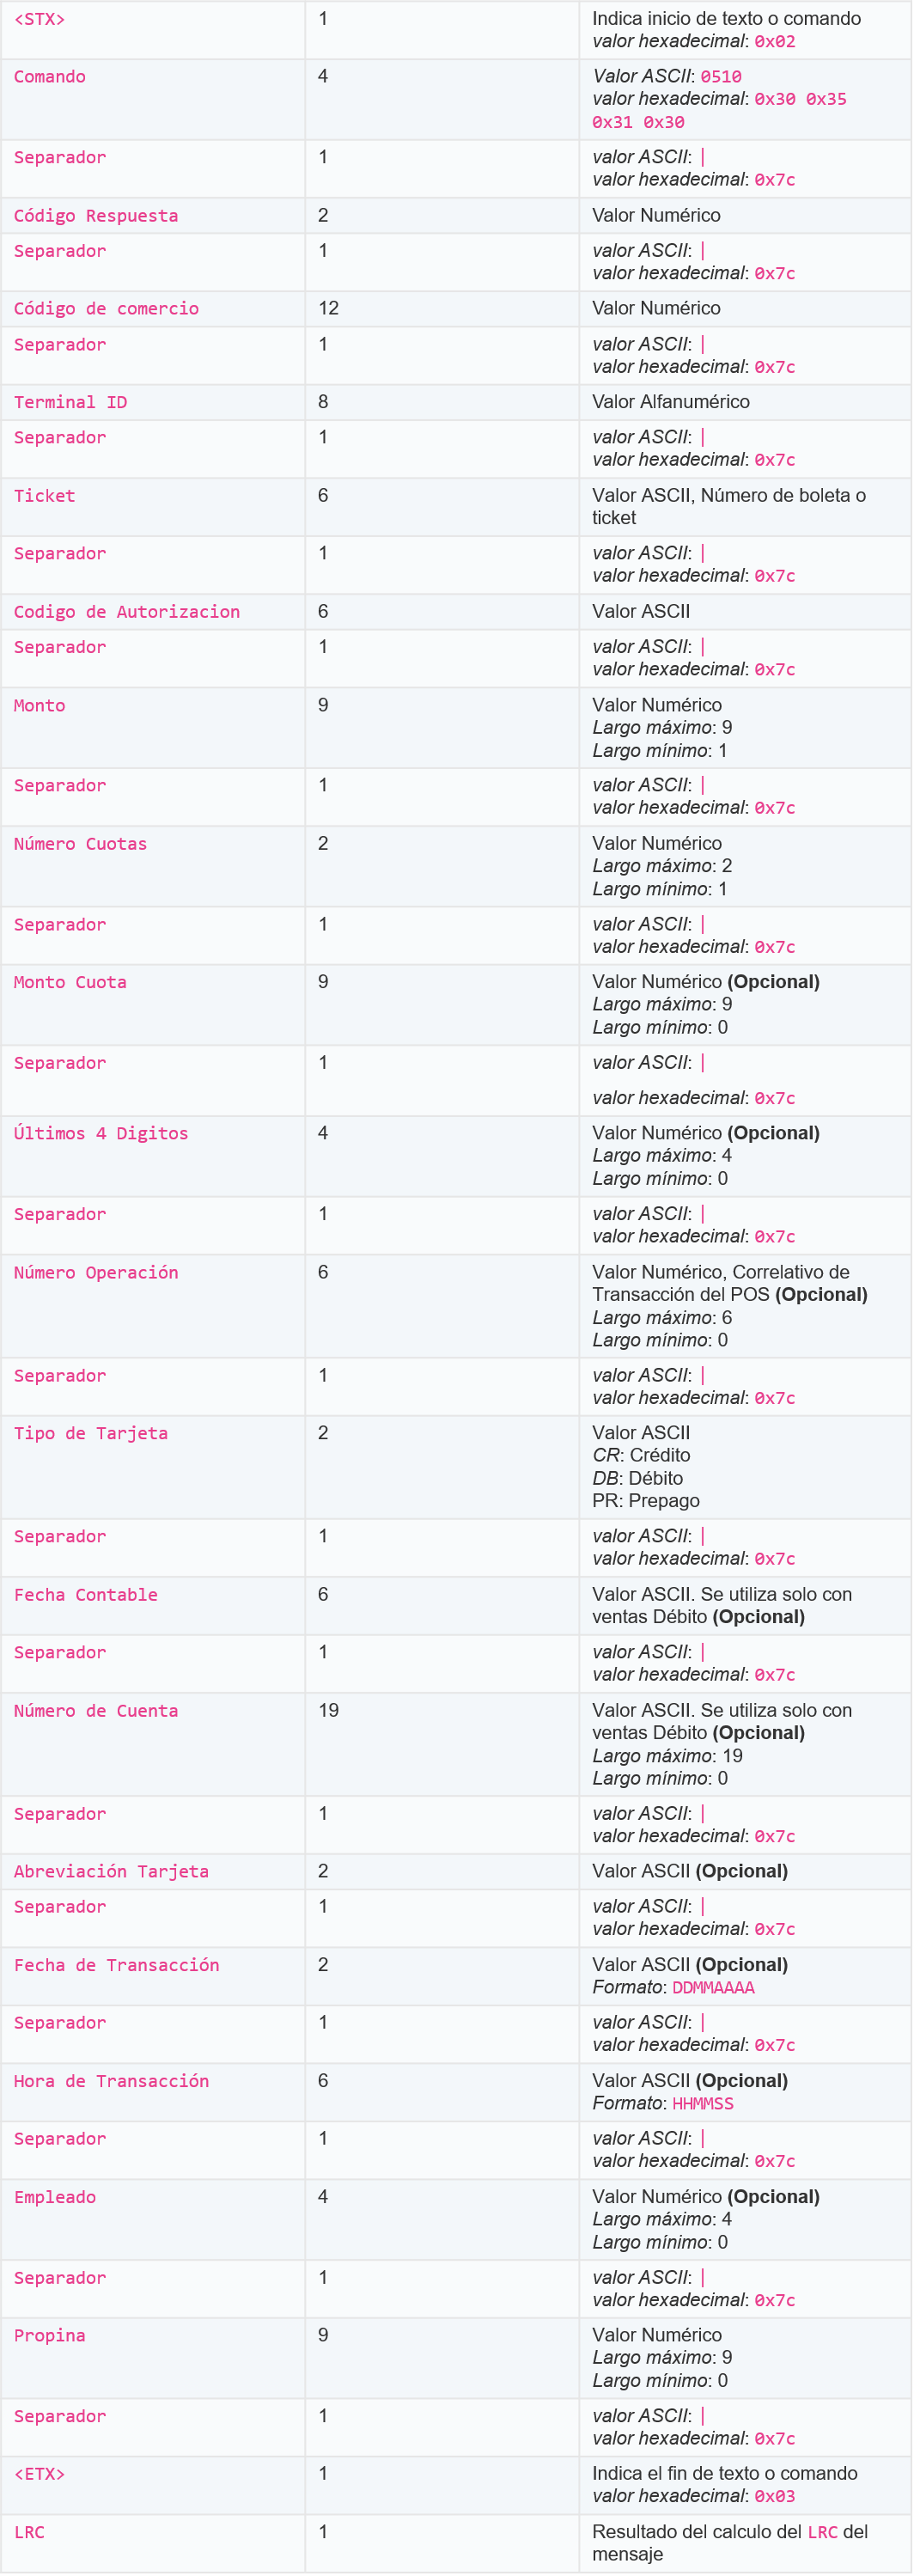 <STX> 1 Indica inicio de texto o comando
valor hexadecimal: 0x02
Comando 4 Valor ASCII: 0510
valor hexadecimal: 0x30 0x35
0x31 0x30
Separador 1 valor ASCII: |
valor hexadecimal: 0x7c
Código Respuesta 2 Valor Numérico
Separador 1 valor ASCII: |
valor hexadecimal: 0x7c
Código de comercio 12 Valor Numérico
Separador 1 valor ASCII: |
valor hexadecimal: 0x7c
Terminal ID 8 Valor Alfanumérico
Separador 1 valor ASCII: |
valor hexadecimal: 0x7c
Ticket 6 Valor ASCII, Número de boleta o
ticket
Separador 1 valor ASCII: |
valor hexadecimal: 0x7c
Codigo de Autorizacion 6 Valor ASCII
Separador 1 valor ASCII: |
valor hexadecimal: 0x7c
Monto 9 Valor Numérico
Largo máximo: 9
Largo mínimo: 1
Separador 1 valor ASCII: |
valor hexadecimal: 0x7c
Número Cuotas 2 Valor Numérico
Largo máximo: 2
Largo mínimo: 1
Separador 1 valor ASCII: |
valor hexadecimal: 0x7c
Monto Cuota 9 Valor Numérico (Opcional)
Largo máximo: 9
Largo mínimo: 0
Separador 1 valor ASCII: |
valor hexadecimal: 0x7c
Últimos 4 Digitos 4 Valor Numérico (Opcional)
Largo máximo: 4
Largo mínimo: 0
Separador 1 valor ASCII: |
valor hexadecimal: 0x7c
Número Operación 6 Valor Numérico, Correlativo de
Transacción del POS (Opcional)
Largo máximo: 6
Largo mínimo: 0
Separador 1 valor ASCII: |
valor hexadecimal: 0x7c
Tipo de Tarjeta 2 Valor ASCII
CR: Crédito
DB: Débito
PR: Prepago
Separador 1 valor ASCII: |
valor hexadecimal: 0x7c
Fecha Contable 6 Valor ASCII. Se utiliza solo con
ventas Débito (Opcional)
Separador 1 valor ASCII: |
valor hexadecimal: 0x7c
Número de Cuenta 19 Valor ASCII. Se utiliza solo con
ventas Débito (Opcional)
Largo máximo: 19
Largo mínimo: 0
Separador 1 valor ASCII: |
valor hexadecimal: 0x7c
Abreviación Tarjeta 2 Valor ASCII (Opcional)
Separador 1 valor ASCII: |
valor hexadecimal: 0x7c
Fecha de Transacción 2 Valor ASCII (Opcional)
Formato: DDMMAAAA
Separador 1 valor ASCII: |
valor hexadecimal: 0x7c
Hora de Transacción 6 Valor ASCII (Opcional)
Formato: HHMMSS
Separador 1 valor ASCII: |
valor hexadecimal: 0x7c
Empleado 4 Valor Numérico (Opcional)
Largo máximo: 4
Largo mínimo: 0
Separador 1 valor ASCII: |
valor hexadecimal: 0x7c
Propina 9 Valor Numérico
Largo máximo: 9
Largo mínimo: 0
Separador 1 valor ASCII: |
valor hexadecimal: 0x7c
<ETX> 1 Indica el fin de texto o comando
valor hexadecimal: 0x03
LRC 1 Resultado del calculo del LRC del
mensaje